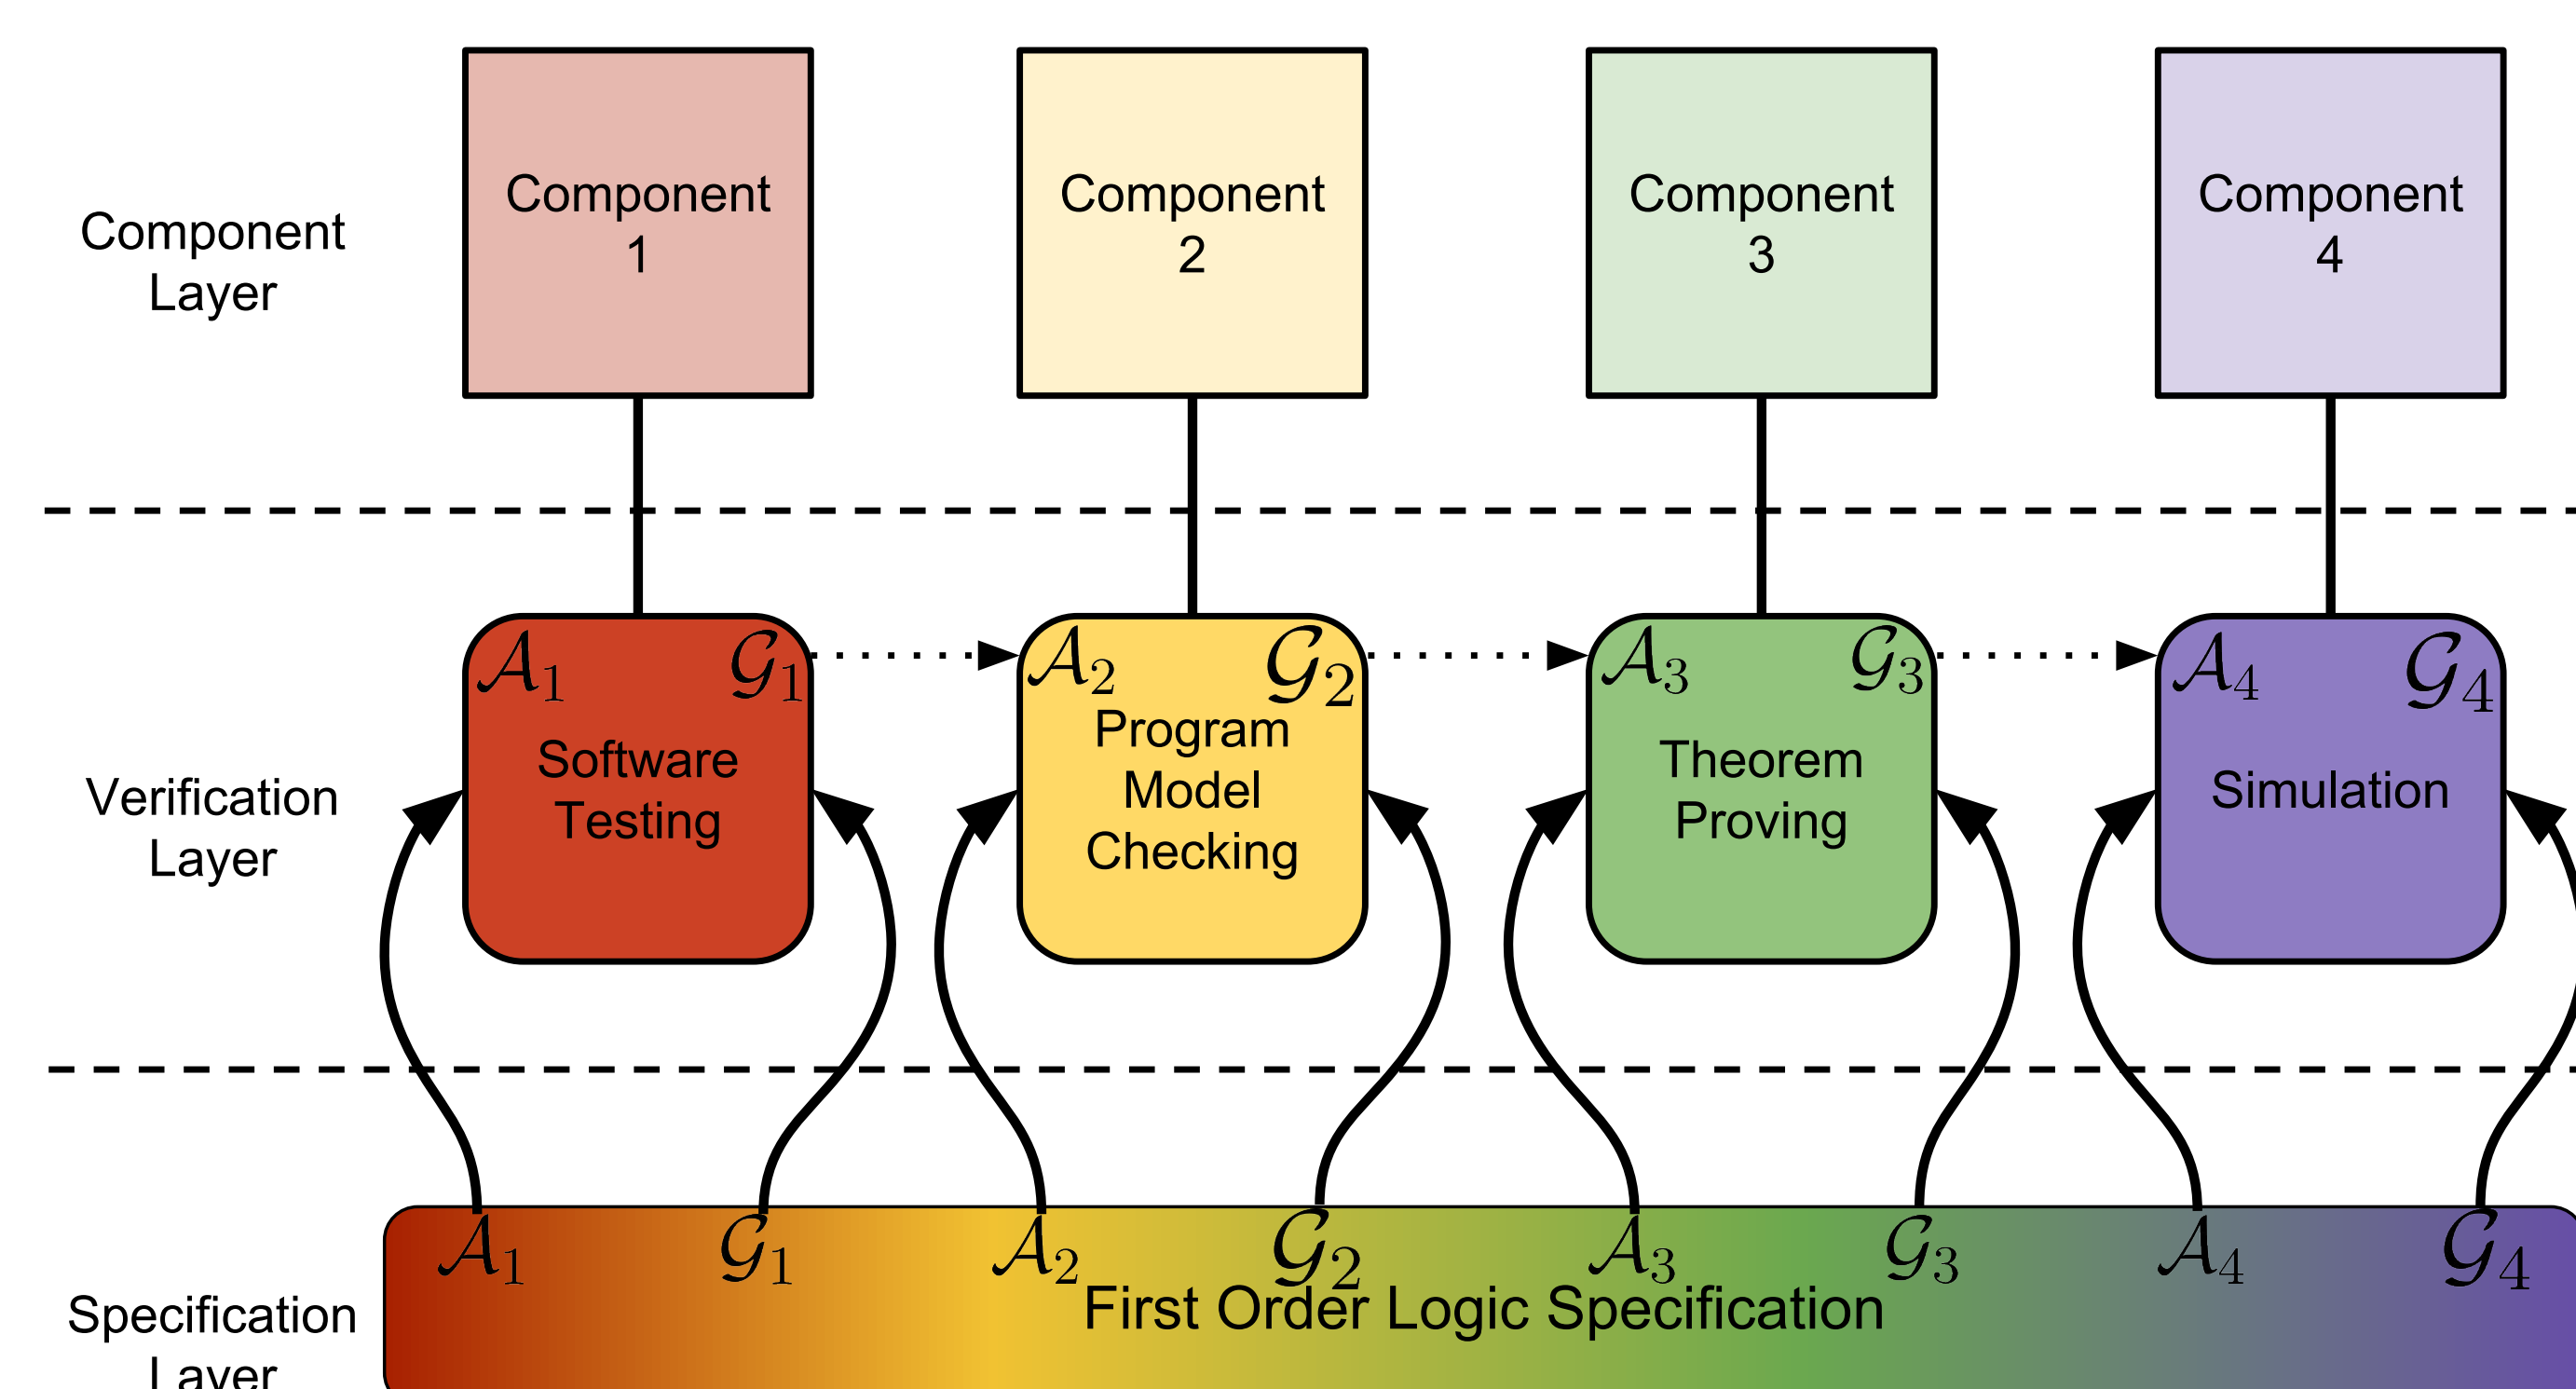 Component
1
Component
2
Component
3
Component
4
Component
Layer
𝒜1 𝒢1
𝒜2 𝒢2
𝒜3 𝒢3
𝒜4 𝒢4
Software
Testing
Program
Model
Checking
Theorem
Proving
Simulation
Verification
Layer
𝒜1 𝒢1 𝒜2 𝒢2 𝒜3 𝒢3 𝒜4 𝒢4
First Order Logic Specification
Specification
Layer